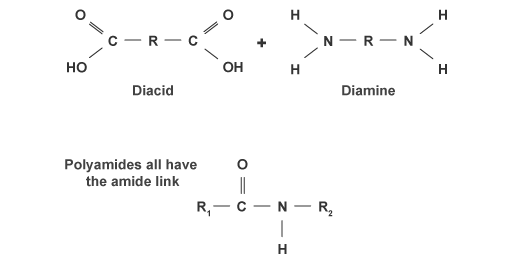 O O H H
C — R — C + N — R — N
HO OH H H
Diacid Diamine
Polyamides all have
the amide link
O
R₁ — C — N — R₂
H